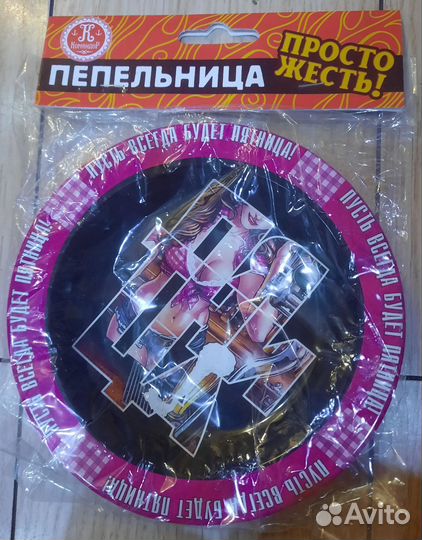 К
Корпандор
ПЕПЕЛЬНИЦА
ПРОСТО
ЖЕСТЬ!
ПУСТЬ ВСЕГДА БУДЕТ ПЯТНИЦА!
ПУСТЬ ВСЕГДА БУДЕТ ПЯТНИЦА!
ПУСТЬ ВСЕГДА БУДЕТ ПЯТНИЦА!
ПУСТЬ ВСЕГДА БУДЕТ ПЯТНИЦА!
Avito